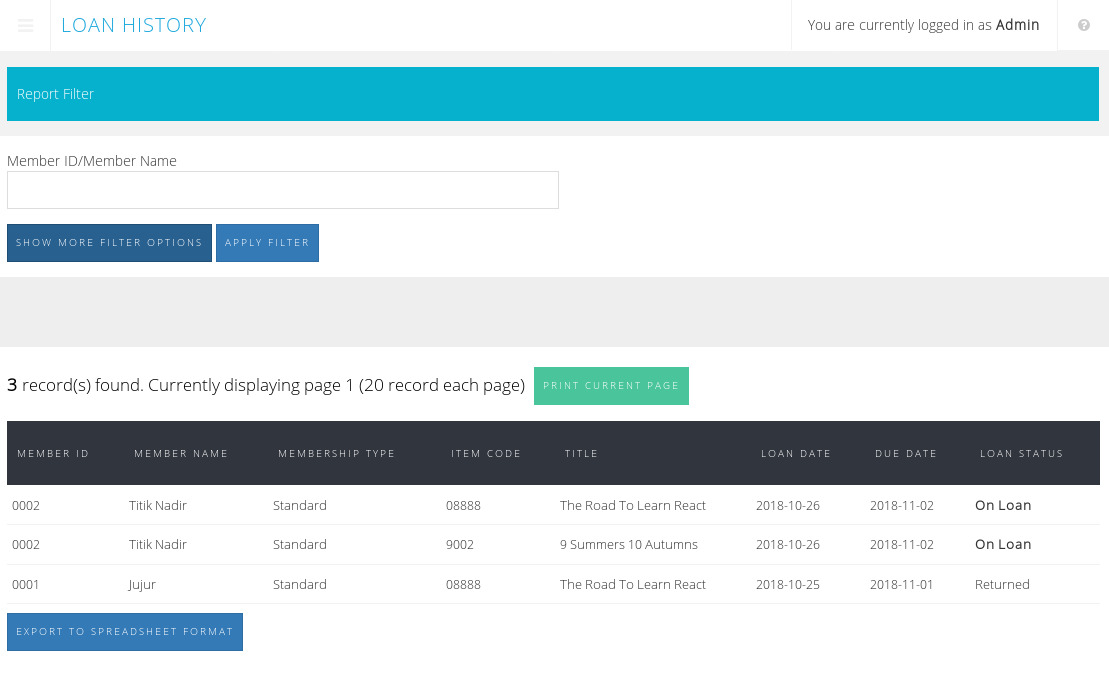 LOAN HISTORY You are currently logged in as Admin
Report Filter
Member ID/Member Name
SHOW MORE FILTER OPTIONS APPLY FILTER
3 record(s) found. Currently displaying page 1 (20 record each page) PRINT CURRENT PAGE
MEMBER ID MEMBER NAME MEMBERSHIP TYPE ITEM CODE TITLE LOAN DATE DUE DATE LOAN STATUS
0002 Titik Nadir Standard 08888 The Road To Learn React 2018-10-26 2018-11-02 On Loan
0002 Titik Nadir Standard 9002 9 Summers 10 Autumns 2018-10-26 2018-11-02 On Loan
0001 Jujur Standard 08888 The Road To Learn React 2018-10-25 2018-11-01 Returned
EXPORT TO SPREADSHEET FORMAT